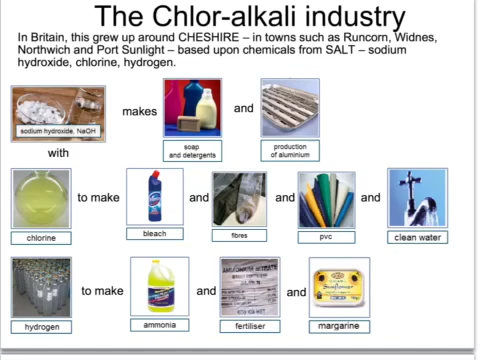 The Chlor-alkali industry
In Britain, this grew up around CHESHIRE – in towns such as Runcorn, Widnes,
Northwich and Port Sunlight – based upon chemicals from SALT – sodium
hydroxide, chlorine, hydrogen.
sodium hydroxide, NaOH
makes
soap
and detergents
and
production
of aluminium
with
chlorine
to make
bleach
and
fibres
and
pvc
and
clean water
hydrogen
to make
ammonia
and
AMMONIUM NITRATE
fertiliser
and
Sunflower
margarine